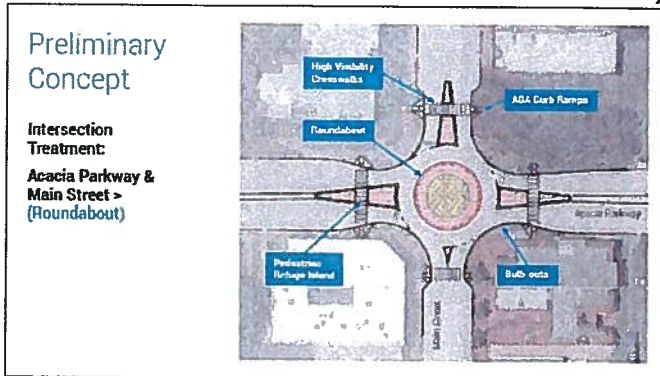 Preliminary
Concept
Intersection
Treatment:
Acacia Parkway &
Main Street >
(Roundabout)
High Visibility
Crosswalks
ADA Curb Ramps
Roundabout
Acacia Parkway
Pedestrian
Refuge Island
Bulb outs
Main Street